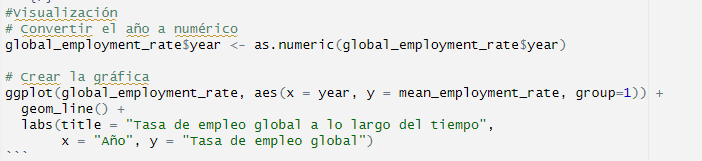 #Visualización
# Convertir el año a numérico
global_employment_rate$year <- as.numeric(global_employment_rate$year)
# Crear la gráfica
ggplot(global_employment_rate, aes(x = year, y = mean_employment_rate, group=1)) +
  geom_line() +
  labs(title = "Tasa de empleo global a lo largo del tiempo",
       x = "Año", y = "Tasa de empleo global")
```